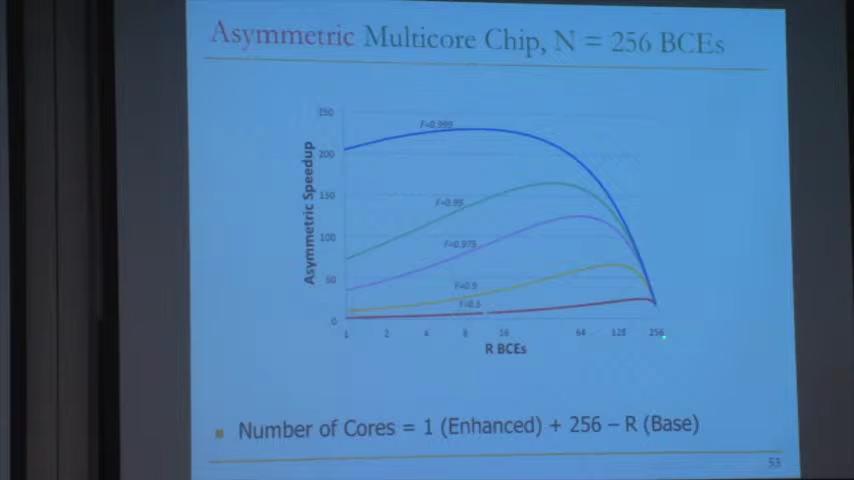 Asymmetric Multicore Chip, N = 256 BCEs
250
200
150
100
50
0
Asymmetric Speedup
F=0.999
F=0.99
F=0.975
F=0.9
F=0.5
1 2 4 8 16 64 128 256
R BCEs
Number of Cores = 1 (Enhanced) + 256 – R (Base)
53